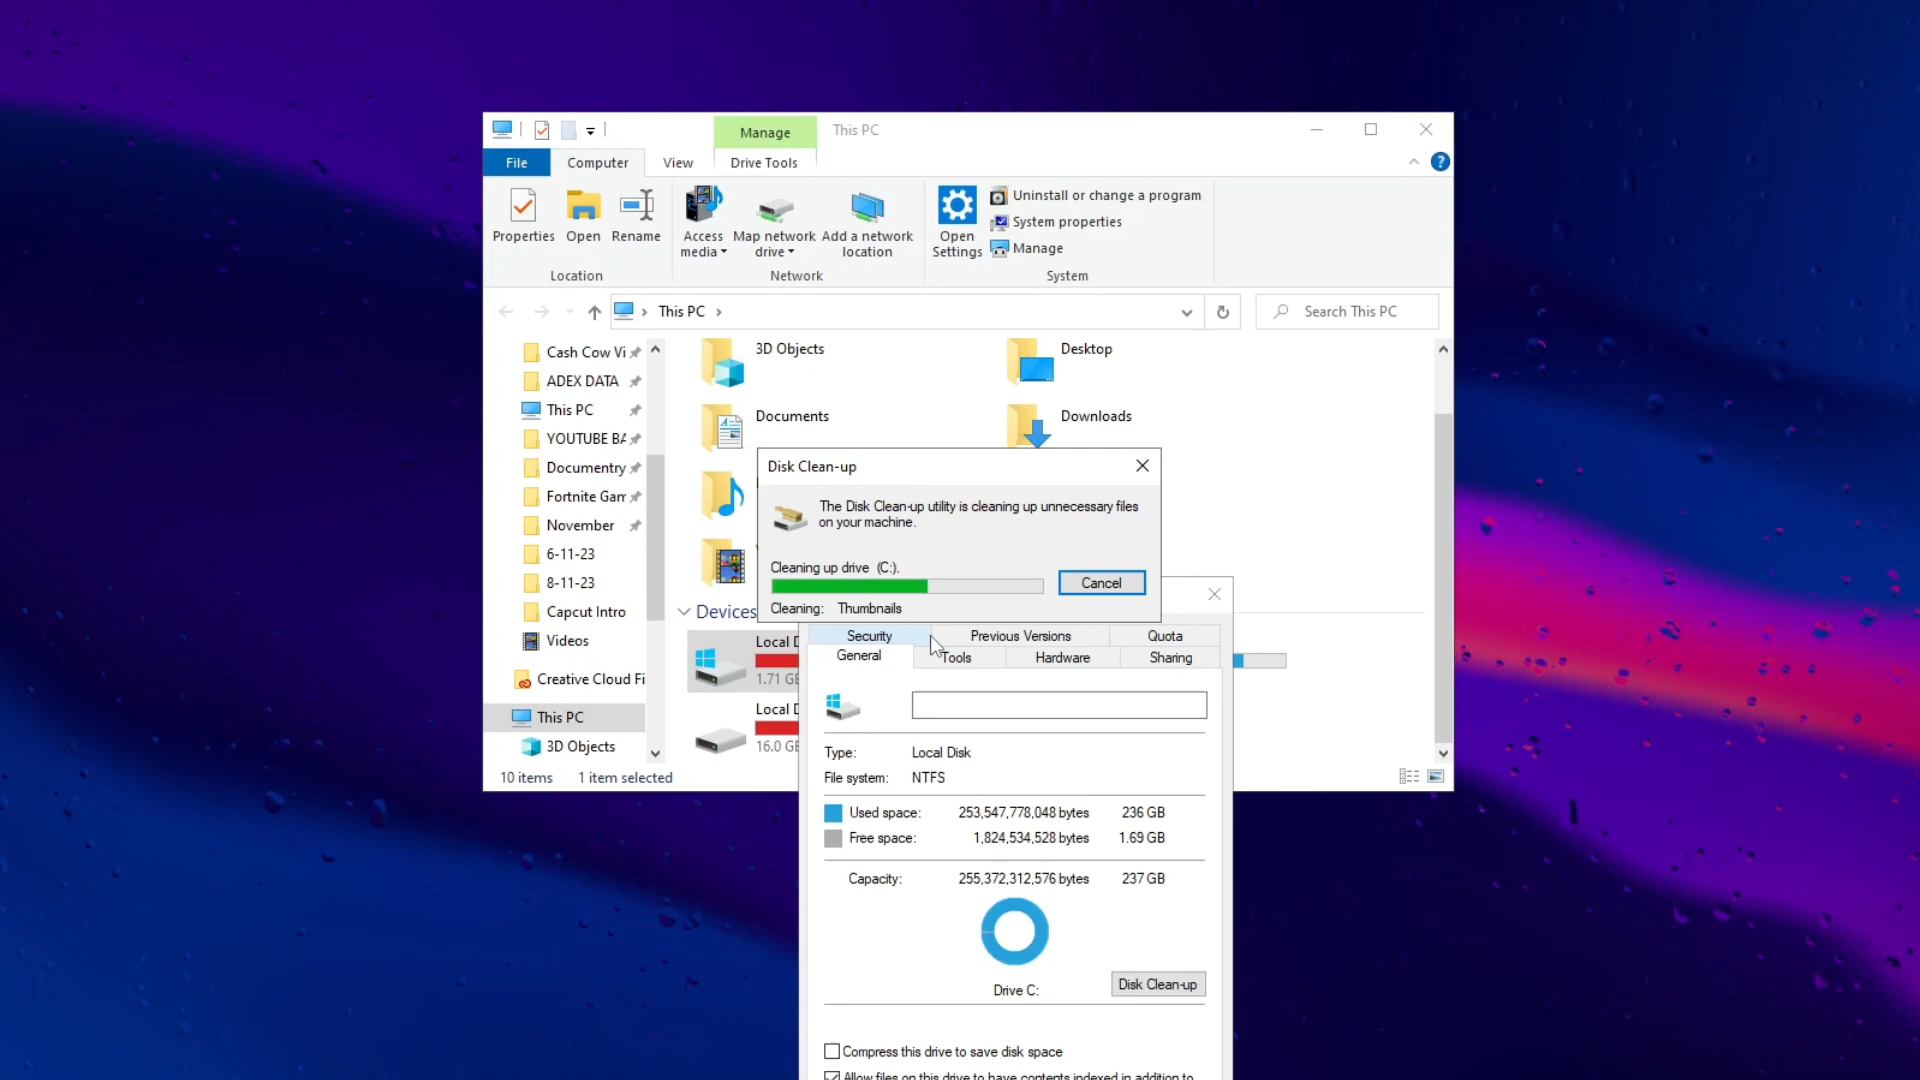 Manage
This PC
File
Computer
View
Drive Tools
Properties
Open
Rename
Access media
Map network drive
Add a network location
Open Settings
Uninstall or change a program
System properties
Manage
Location
Network
System
This PC
Search This PC
Cash Cow Vi
ADEX DATA
This PC
YOUTUBE BA
Documentry
Fortnite Gam
November
6-11-23
8-11-23
Capcut Intro
Videos
Creative Cloud Fi
This PC
3D Objects
3D Objects
Desktop
Documents
Downloads
Devices
Local D
1.71 GB
Local D
16.0 GB
10 items
1 item selected
Disk Clean-up
The Disk Clean-up utility is cleaning up unnecessary files
on your machine.
Cleaning up drive (C:).
Cancel
Cleaning: Thumbnails
Security
Previous Versions
Quota
General
Tools
Hardware
Sharing
Type: Local Disk
File system: NTFS
Used space: 253,547,778,048 bytes 236 GB
Free space: 1,824,534,528 bytes 1.69 GB
Capacity: 255,372,312,576 bytes 237 GB
Drive C:
Disk Clean-up
Compress this drive to save disk space
Allow files on this drive to have contents indexed in addition to